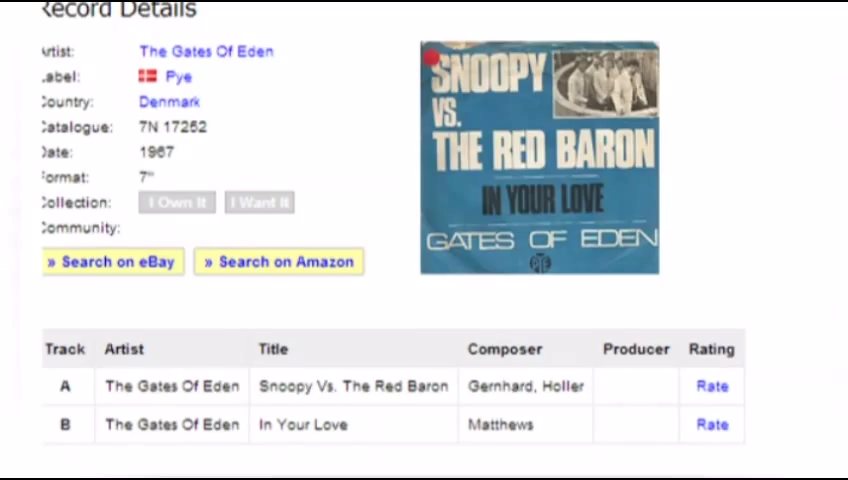 Record Details
Artist: The Gates Of Eden
Label: Pye
Country: Denmark
Catalogue: 7N 17252
Date: 1967
Format: 7"
Collection: I Own It I Want It
Community:
» Search on eBay » Search on Amazon
SNOOPY
VS.
THE RED BARON
IN YOUR LOVE
GATES OF EDEN
PYE
Track Artist Title Composer Producer Rating
A The Gates Of Eden Snoopy Vs. The Red Baron Gernhard, Holler Rate
B The Gates Of Eden In Your Love Matthews Rate